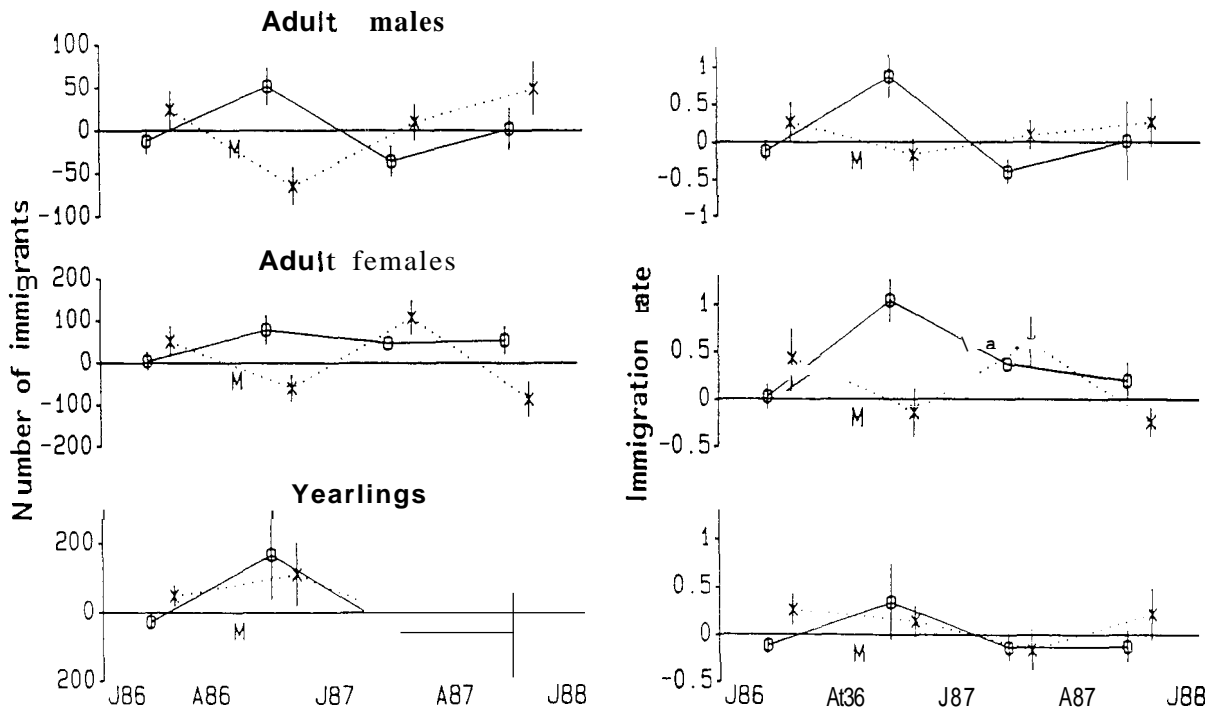 Adult males
100
50
0
-50
-100
M
1
0.5
0
-0.5
-1
M
Number of immigrants
Adult females
200
100
0
-100
-200
M
Immigration rate
1
0.5
0
-0.5
a
M
Yearlings
200
0
200
M
J86 A86 J87 A87 J88
1
0.5
0
-0.5
M
J86 At36 J87 A87 J88